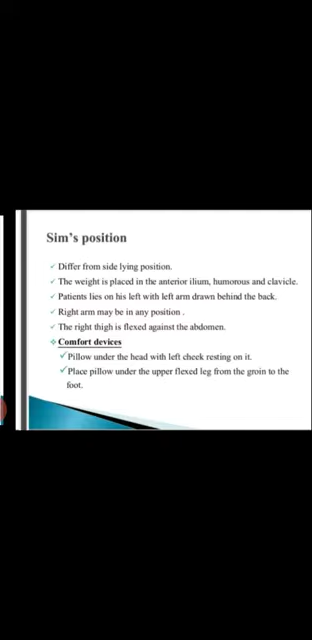 Sim's position
✓ Differ from side lying position.
✓ The weight is placed in the anterior ilium, humorous and clavicle.
✓ Patients lies on his left with left arm drawn behind the back.
✓ Right arm may be in any position .
✓ The right thigh is flexed against the abdomen.
❖ Comfort devices
✓Pillow under the head with left cheek resting on it.
✓Place pillow under the upper flexed leg from the groin to the
foot.